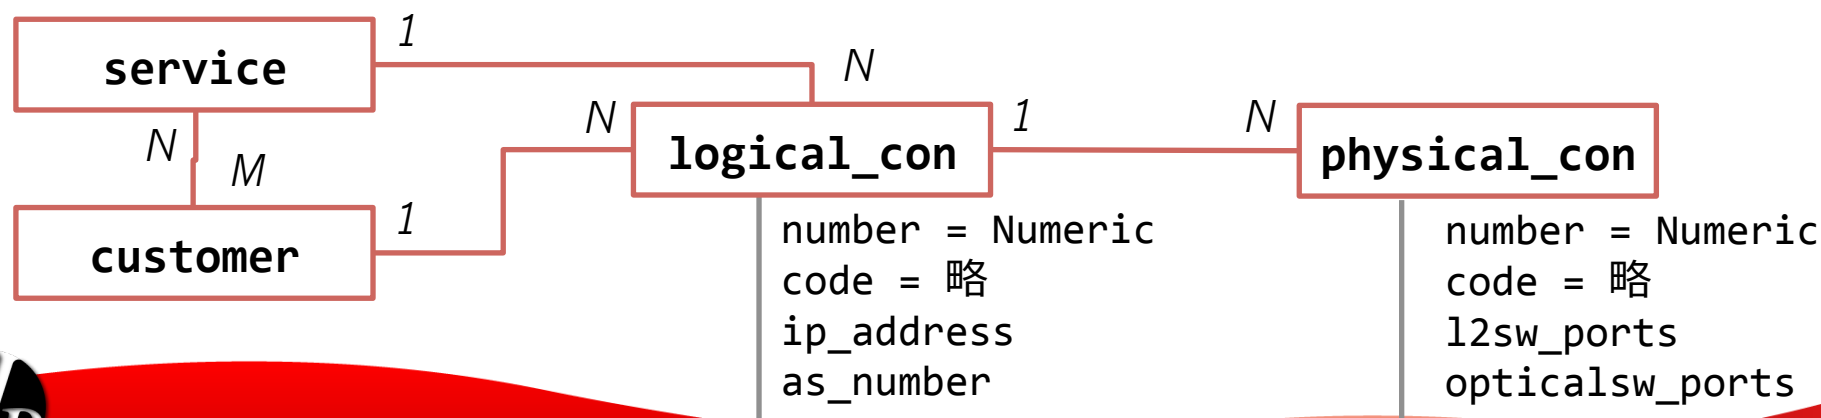 service
1
N
N
M
customer
1
N
logical_con
1
N
physical_con
number = Numeric
code = 略
ip_address
as_number
number = Numeric
code = 略
l2sw_ports
opticalsw_ports